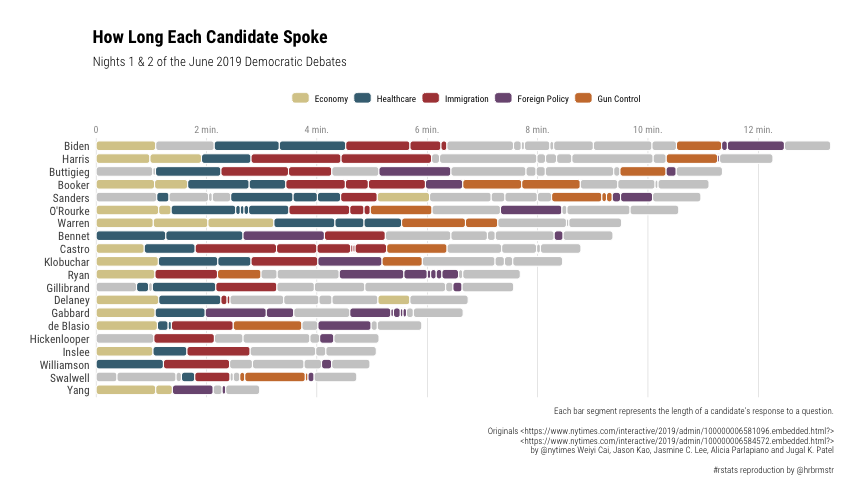 How Long Each Candidate Spoke
Nights 1 & 2 of the June 2019 Democratic Debates
Economy Healthcare Immigration Foreign Policy Gun Control
0 2 min. 4 min. 6 min. 8 min. 10 min. 12 min.
Biden
Harris
Buttigieg
Booker
Sanders
O'Rourke
Warren
Bennet
Castro
Klobuchar
Ryan
Gillibrand
Delaney
Gabbard
de Blasio
Hickenlooper
Inslee
Williamson
Swalwell
Yang
Each bar segment represents the length of a candidate's response to a question.
Originals <https://www.nytimes.com/interactive/2019/admin/100000006581096.embedded.html?>
<https://www.nytimes.com/interactive/2019/admin/100000006584572.embedded.html?>
by @nytimes Weiyi Cai, Jason Kao, Jasmine C. Lee, Alicia Parlapiano and Jugal K. Patel
#rstats reproduction by @hrbrmstr